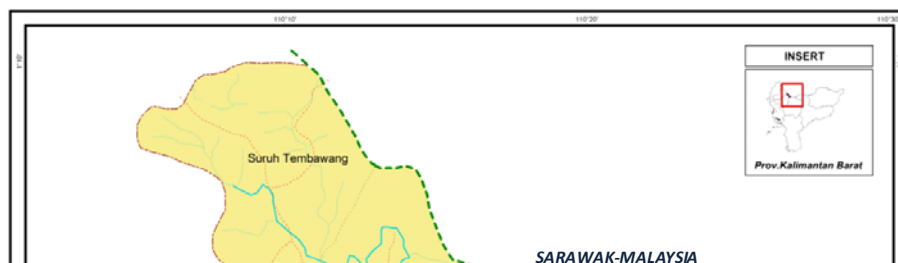 110°10'
110°20'
110°30'
1°10'
INSERT
Suruh Tembawang
Prov.Kalimantan Barat
SARAWAK-MALAYSIA